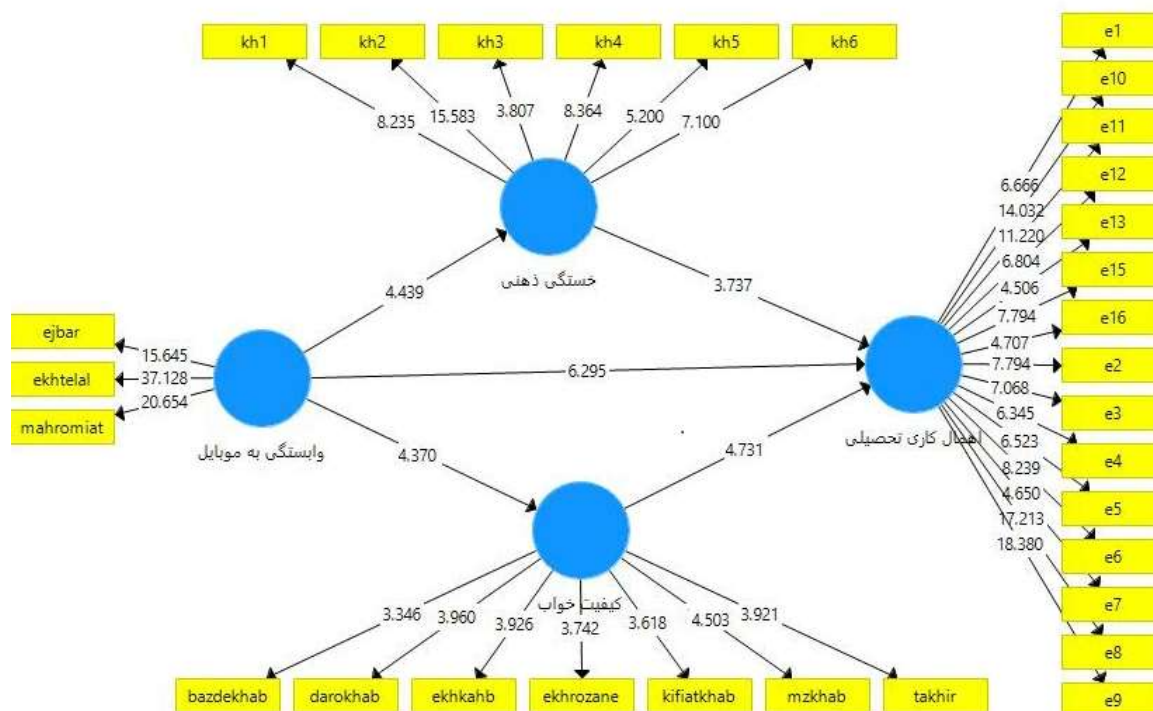 kh1
kh2
kh3
kh4
kh5
kh6
8.235
15.583
3.807
8.364
5.200
7.100
خستگی ذهنی
4.439
3.737
ejbar
ekhtelal
mahromiat
15.645
37.128
20.654
وابستگی به موبایل
6.295
4.370
4.731
اهمال کاری تحصیلی
کیفیت خواب
3.346
3.960
3.926
3.742
3.618
4.503
3.921
bazdekhab
darokhab
ekhkahb
ekhrozane
kifiatkhab
mzkhab
takhir
6.666
14.032
11.220
6.804
4.506
7.794
4.707
7.794
7.068
6.345
6.523
8.239
4.650
17.213
18.380
e1
e10
e11
e12
e13
e15
e16
e2
e3
e4
e5
e6
e7
e8
e9